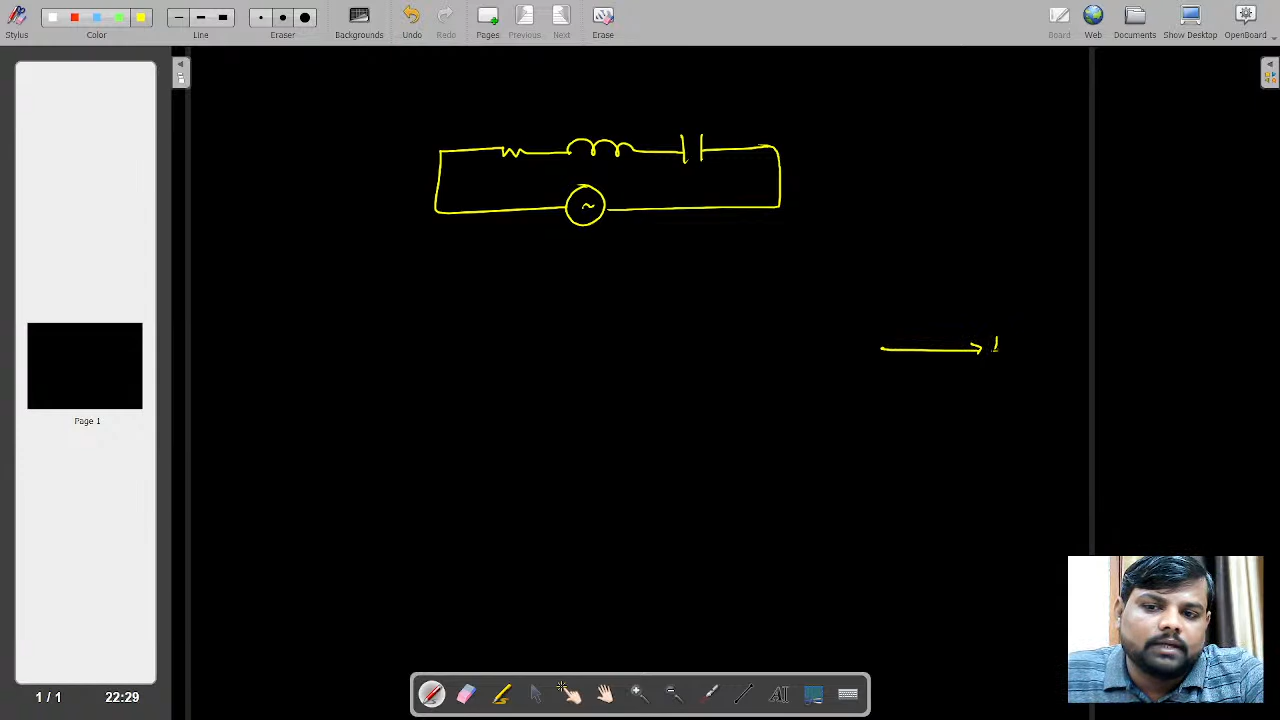 Stylus
Color
Line
Eraser
Backgrounds
Undo
Redo
Pages
Previous
Next
Erase
Board
Web
Documents
Show Desktop
OpenBoard
I
Page 1
1 / 1
22:29
AI